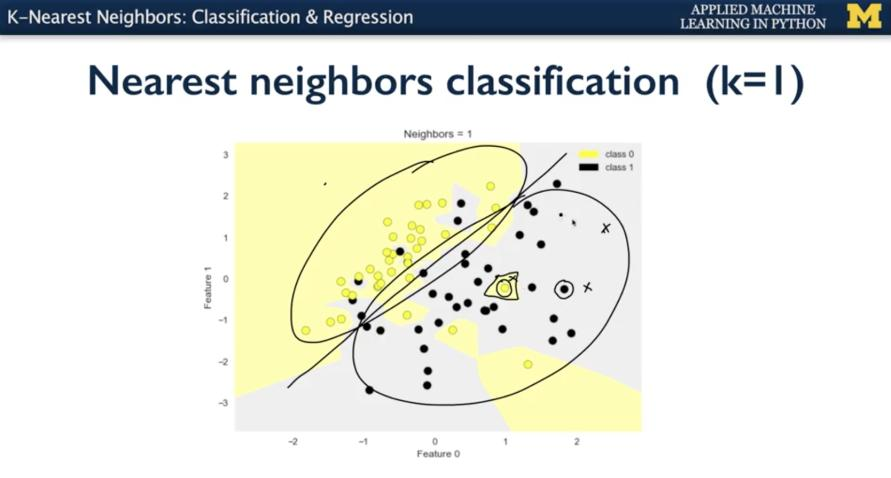 K-Nearest Neighbors: Classification & Regression
APPLIED MACHINE
LEARNING IN PYTHON
M
Nearest neighbors classification (k=1)
Neighbors = 1
class 0
class 1
3
2
1
0
−1
−2
−3
Feature 1
−2 −1 0 1 2
Feature 0
x
x
x